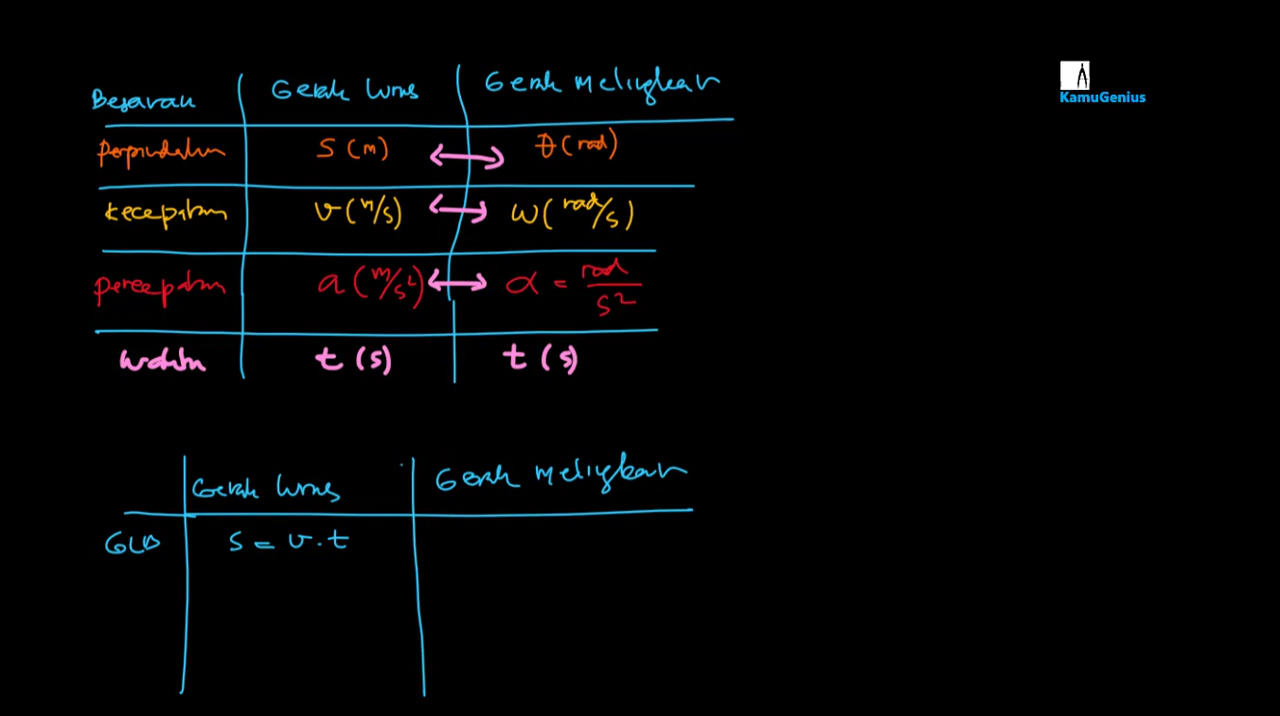 Besaran Gerak Lurus Gerak Melingkar
Perpindahan S (m) θ (rad)
Kecepatan v (m/s) ω (rad/s)
percepatan a (m/s²) α = rad/s²
Waktu t (s) t (s)
Gerak Lurus Gerak Melingkar
GLB S = v . t
KamuGenius